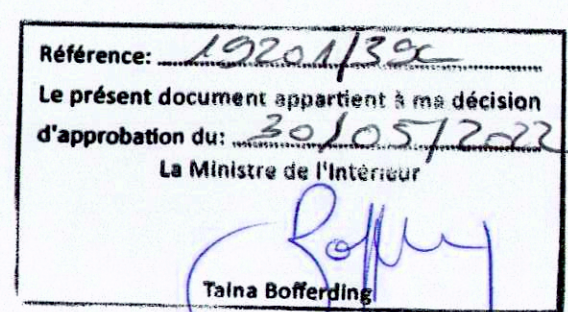 Référence: 19201/39C
Le présent document appartient à ma décision
d'approbation du: 30/05/2022
La Ministre de l'Intérieur
Taina Bofferding